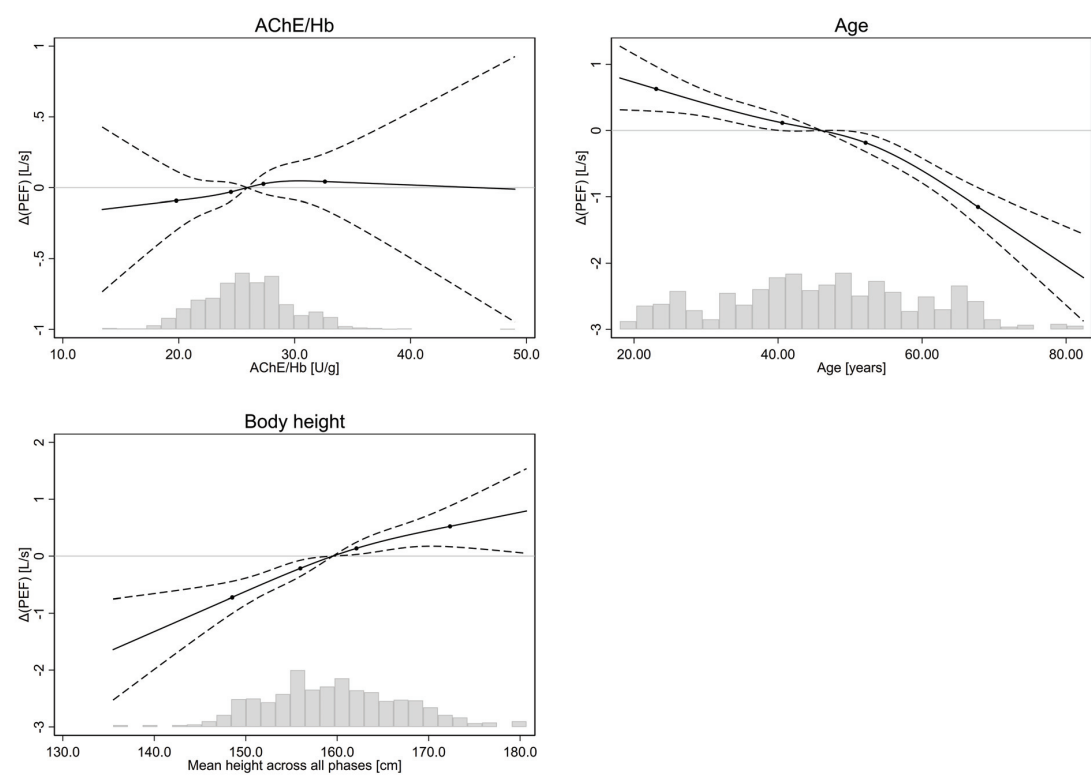 AChE/Hb
Δ(PEF) [L/s]
1
.5
0
-.5
-1
10.0 20.0 30.0 40.0 50.0
AChE/Hb [U/g]
Age
Δ(PEF) [L/s]
1
0
-1
-2
-3
20.00 40.00 60.00 80.00
Age [years]
Body height
Δ(PEF) [L/s]
2
1
0
-1
-2
-3
130.0 140.0 150.0 160.0 170.0 180.0
Mean height across all phases [cm]